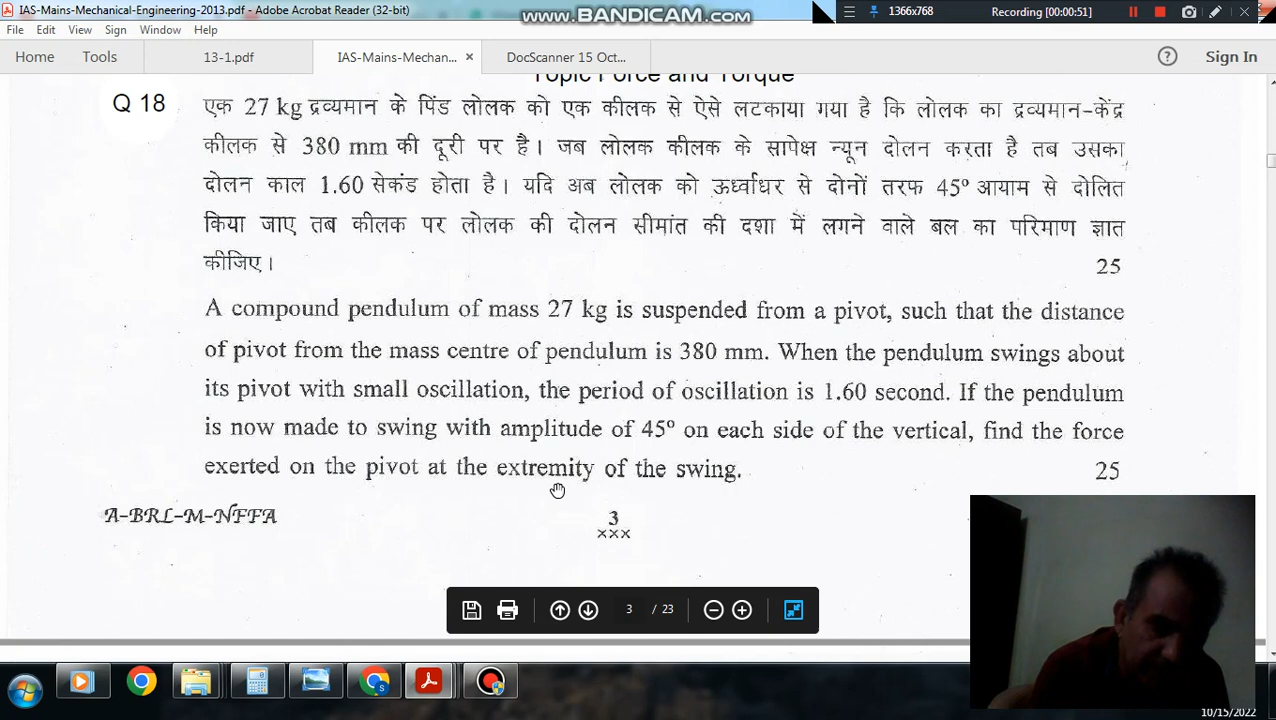 IAS-Mains-Mechanical-Engineering-2013.pdf - Adobe Acrobat Reader (32-bit)
www.BANDICAM.com
1366x768
Recording [00:00:51]
File Edit View Sign Window Help
Home Tools 13-1.pdf IAS-Mains-Mechan... × DocScanner 15 Oct... ? Sign In
Topic Force and Torque
Q 18
एक 27 kg द्रव्यमान के पिंड लोलक को एक कीलक से ऐसे लटकाया गया है कि लोलक का द्रव्यमान-केंद्र
कीलक से 380 mm की दूरी पर है। जब लोलक कीलक के सापेक्ष न्यून दोलन करता है तब उसका
दोलन काल 1.60 सेकंड होता है। यदि अब लोलक को ऊर्ध्वाधर से दोनों तरफ 45° आयाम से दोलित
किया जाए तब कीलक पर लोलक की दोलन सीमांत की दशा में लगने वाले बल का परिमाण ज्ञात
कीजिए। 25
A compound pendulum of mass 27 kg is suspended from a pivot, such that the distance
of pivot from the mass centre of pendulum is 380 mm. When the pendulum swings about
its pivot with small oscillation, the period of oscillation is 1.60 second. If the pendulum
is now made to swing with amplitude of 45° on each side of the vertical, find the force
exerted on the pivot at the extremity of the swing. 25
A-BRL-M-NFFA 3
×××
3 / 23
10/15/2022